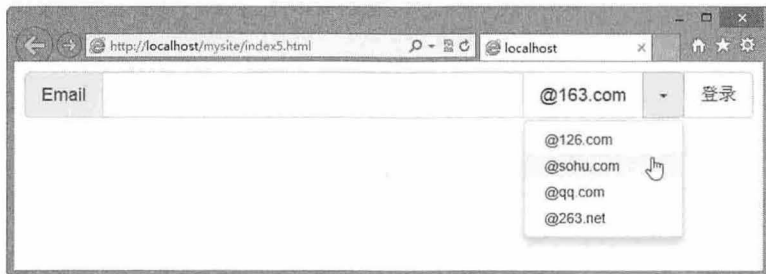 http://localhost/mysite/index5.html
localhost
Email
@163.com
登录
@126.com
@sohu.com
@qq.com
@263.net